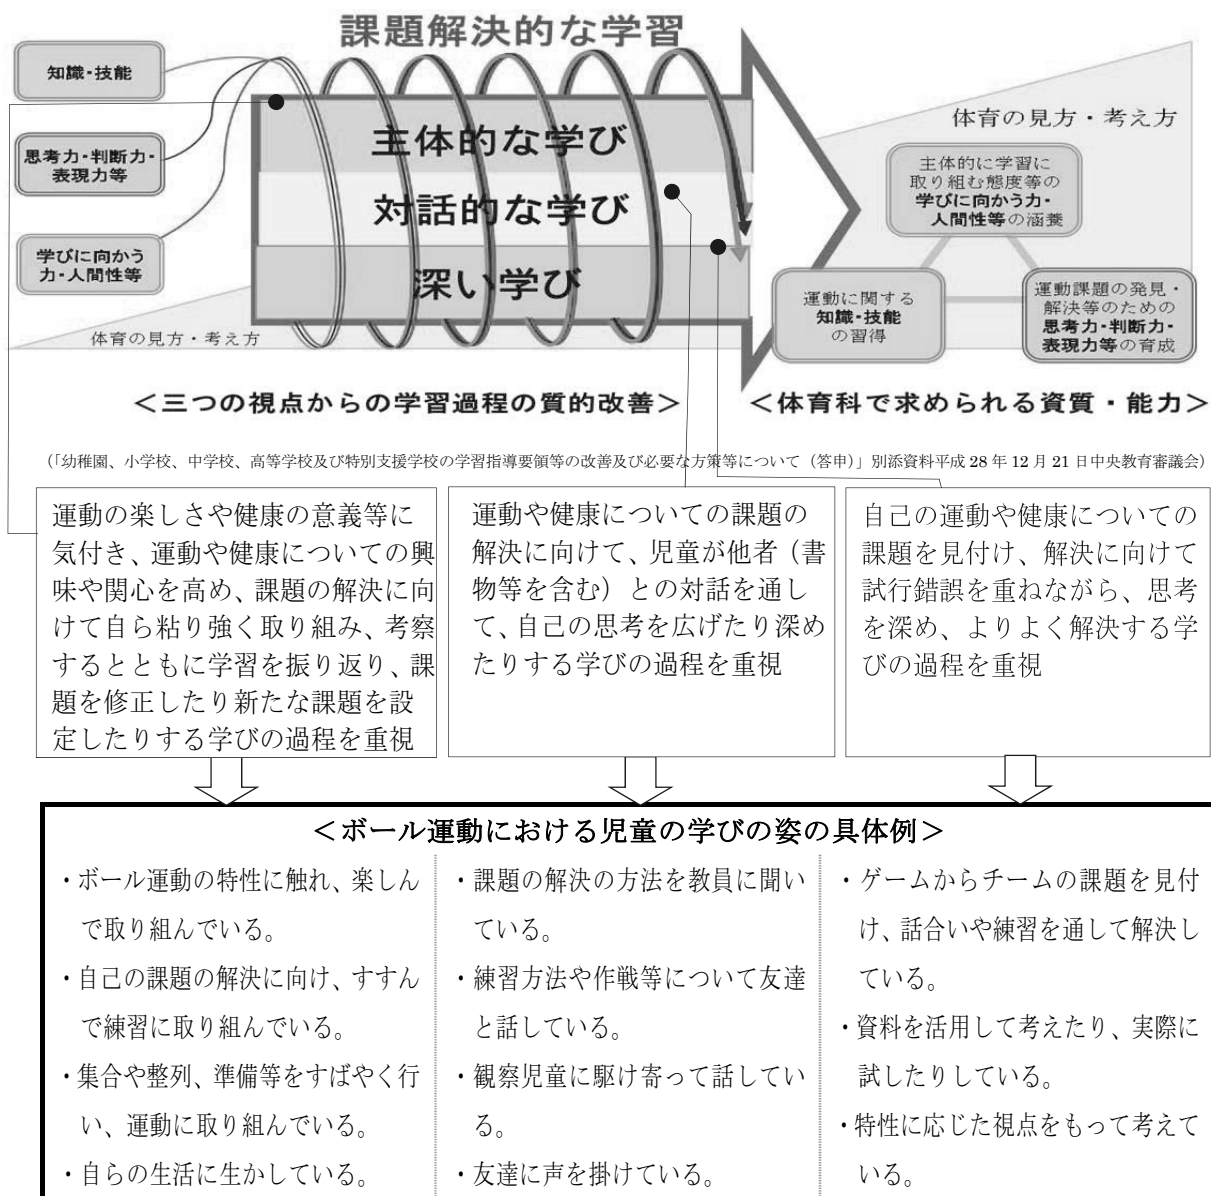 課題解決的な学習
知識・技能
思考力・判断力・
表現力等
学びに向かう
力・人間性等
主体的な学び
対話的な学び
深い学び
体育の見方・考え方
体育の見方・考え方
主体的に学習に
取り組む態度等の
学びに向かう力・
人間性等の涵養
運動に関する
知識・技能
の習得
運動課題の発見・
解決等のための
思考力・判断力・
表現力等の育成
＜三つの視点からの学習過程の質的改善＞
＜体育科で求められる資質・能力＞
（「幼稚園、小学校、中学校、高等学校及び特別支援学校の学習指導要領等の改善及び必要な方策等について（答申）」別添資料平成 28 年 12 月 21 日中央教育審議会）
運動の楽しさや健康の意義等に
気付き、運動や健康についての興
味や関心を高め、課題の解決に向
けて自ら粘り強く取り組み、考察
するとともに学習を振り返り、課
題を修正したり新たな課題を設
定したりする学びの過程を重視
運動や健康についての課題の
解決に向けて、児童が他者（書
物等を含む）との対話を通し
て、自己の思考を広げたり深め
たりする学びの過程を重視
自己の運動や健康についての
課題を見付け、解決に向けて
試行錯誤を重ねながら、思考
を深め、よりよく解決する学
びの過程を重視
＜ボール運動における児童の学びの姿の具体例＞
・ボール運動の特性に触れ、楽しん
で取り組んでいる。
・自己の課題の解決に向け、すすん
で練習に取り組んでいる。
・集合や整列、準備等をすばやく行
い、運動に取り組んでいる。
・自らの生活に生かしている。
・課題の解決の方法を教員に聞い
ている。
・練習方法や作戦等について友達
と話している。
・観察児童に駆け寄って話してい
る。
・友達に声を掛けている。
・ゲームからチームの課題を見付
け、話合いや練習を通して解決し
ている。
・資料を活用して考えたり、実際に
試したりしている。
・特性に応じた視点をもって考えて
いる。